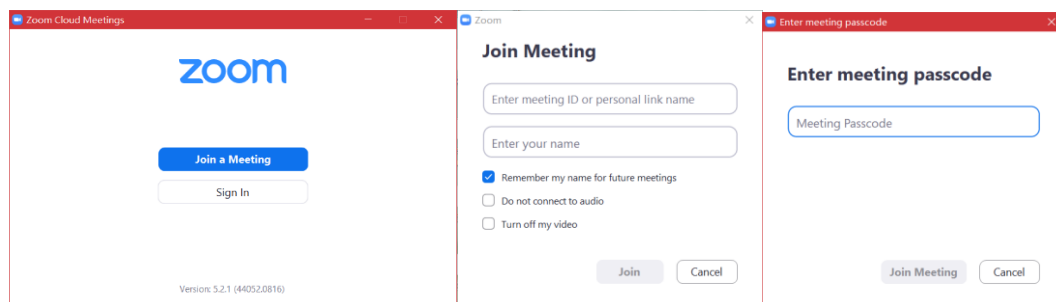 Zoom Cloud Meetings
zoom
Join a Meeting
Sign In
Version: 5.2.1 (44052.0816)
Zoom
Join Meeting
Enter meeting ID or personal link name
Enter your name
Remember my name for future meetings
Do not connect to audio
Turn off my video
Join
Cancel
Enter meeting passcode
Enter meeting passcode
Meeting Passcode
Join Meeting
Cancel